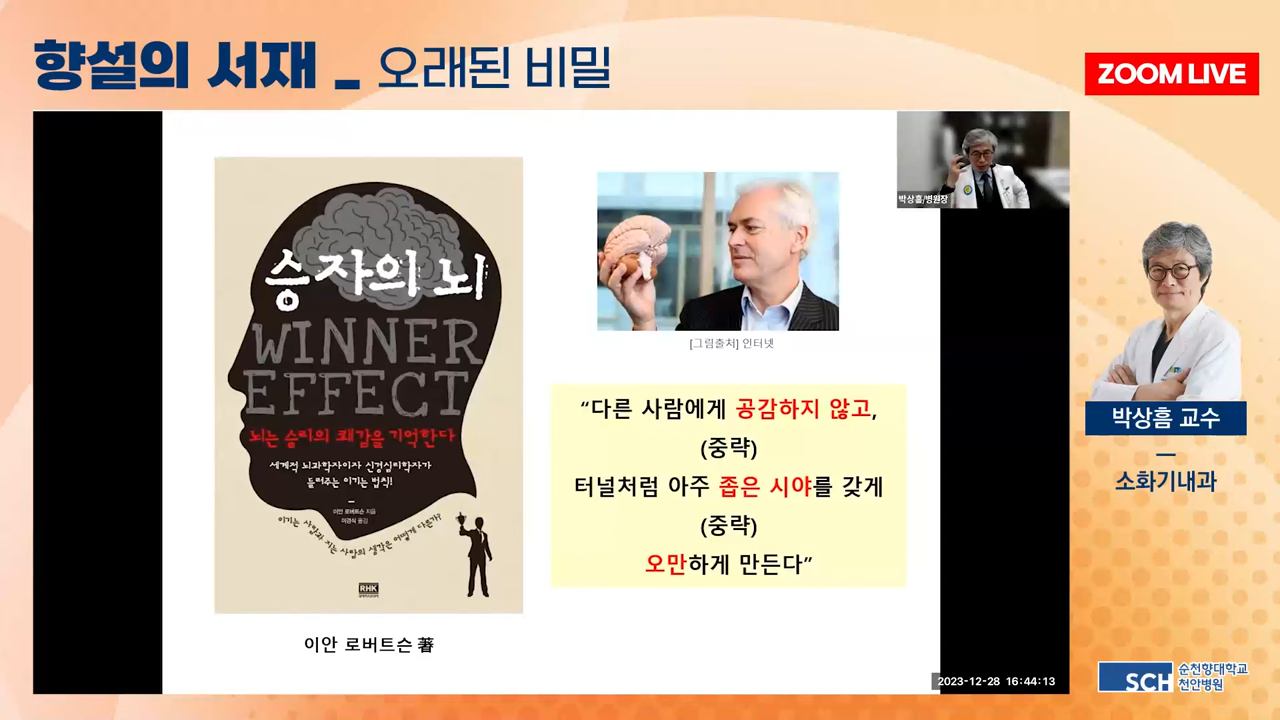 향설의 서재 _ 오래된 비밀
ZOOM LIVE
승자의 뇌
WINNER
EFFECT
뇌는 승리의 쾌감을 기억한다
세계적 뇌과학자이자 신경심리학자가
들려주는 이기는 법칙!
이안 로버트슨 지음
이경식 옮김
이기는 사람과 지는 사람의 생각은 어떻게 다른가?
RHK
이안 로버트슨 著
[그림출처] 인터넷
“다른 사람에게 공감하지 않고,
(중략)
터널처럼 아주 좁은 시야를 갖게
(중략)
오만하게 만든다”
박상흠/병원장
박상흠 교수
소화기내과
2023-12-28 16:44:13
SCH 순천향대학교
천안병원